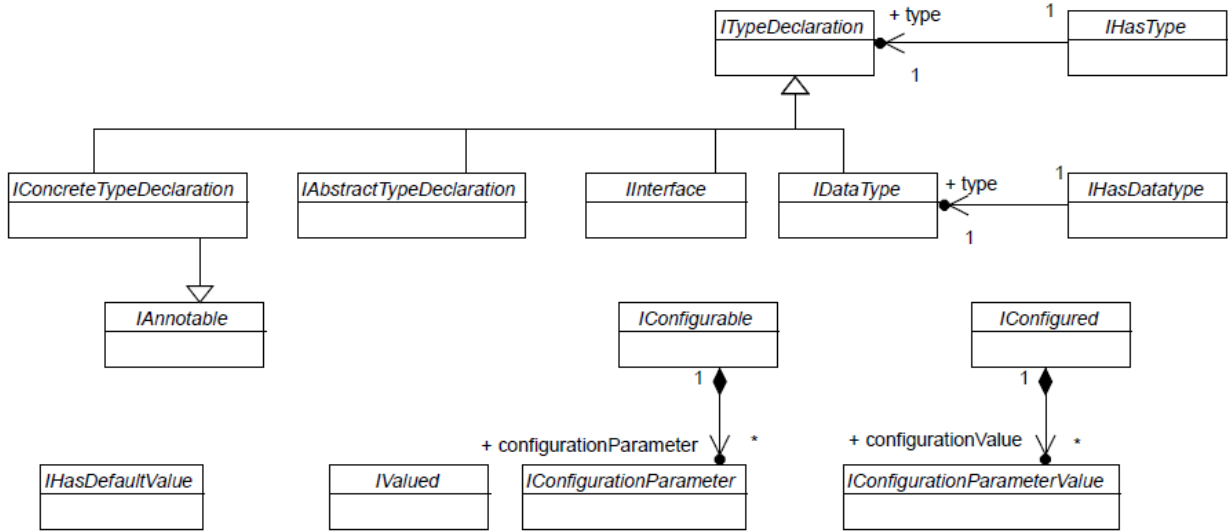 ITypeDeclaration
+ type
1
IHasType
1
IConcreteTypeDeclaration
IAbstractTypeDeclaration
IInterface
IDataType
+ type
1
IHasDatatype
1
IAnnotable
IConfigurable
IConfigured
1
1
+ configurationParameter
*
+ configurationValue
*
IHasDefaultValue
IValued
IConfigurationParameter
IConfigurationParameterValue